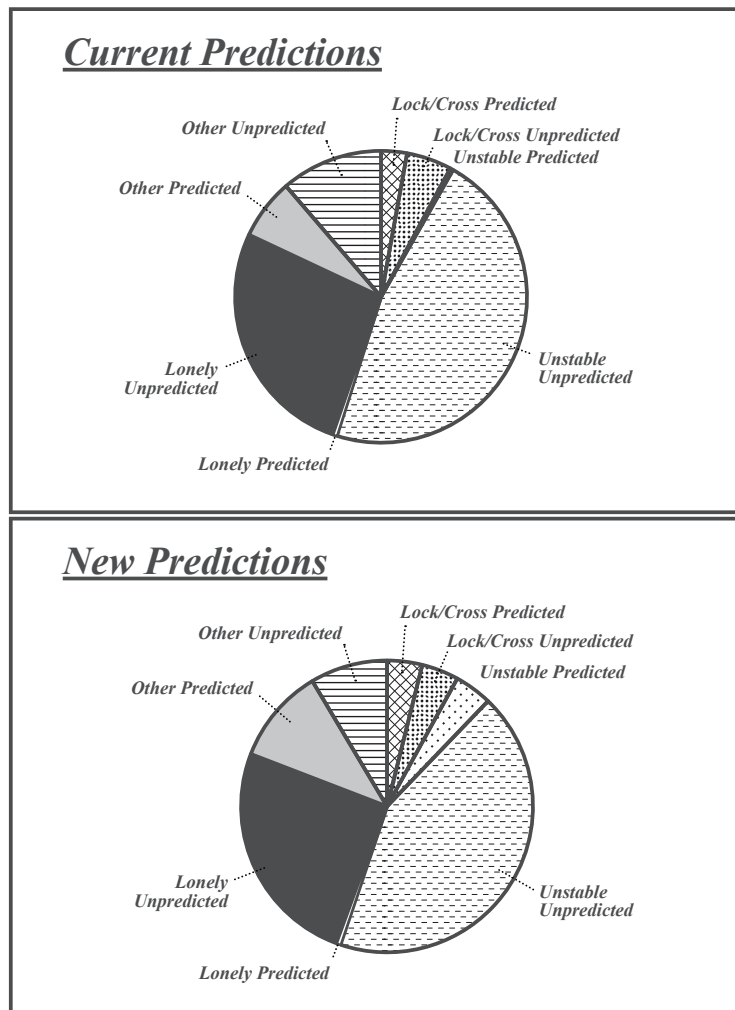 Current Predictions
Lock/Cross Predicted
Other Unpredicted
Lock/Cross Unpredicted
Unstable Predicted
Other Predicted
Unstable
Unpredicted
Lonely
Unpredicted
Lonely Predicted
New Predictions
Lock/Cross Predicted
Other Unpredicted
Lock/Cross Unpredicted
Unstable Predicted
Other Predicted
Lonely
Unpredicted
Unstable
Unpredicted
Lonely Predicted